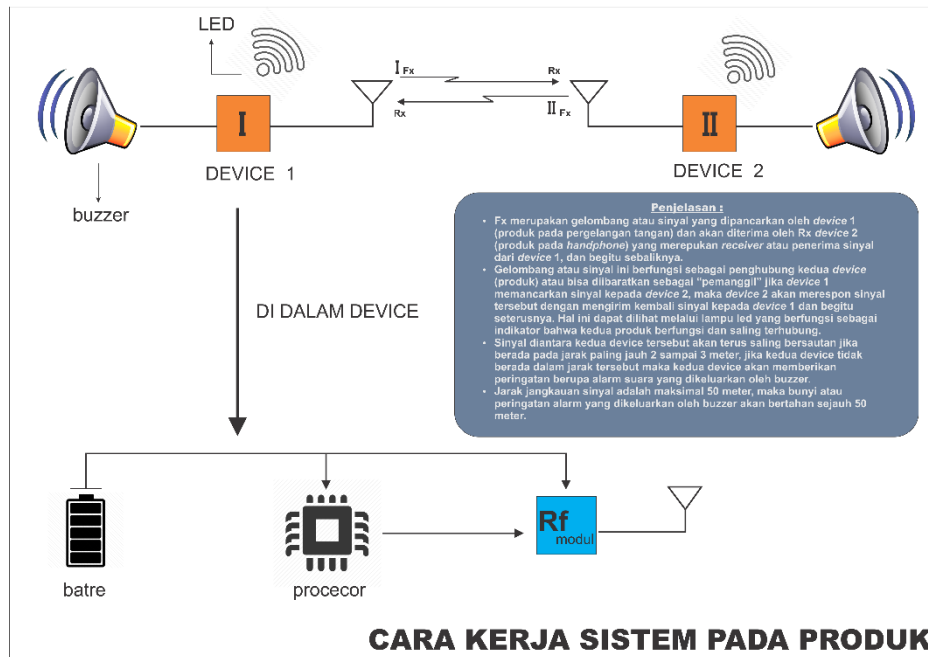 LED
I Fx
Rx
Rx
II Fx
I
II
DEVICE 1
DEVICE 2
buzzer
Penjelasan :
• Fx merupakan gelombang atau sinyal yang dipancarkan oleh device 1
(produk pada pergelangan tangan) dan akan diterima oleh Rx device 2
(produk pada handphone) yang merepukan receiver atau penerima sinyal
dari device 1, dan begitu sebaliknya.
• Gelombang atau sinyal ini berfungsi sebagai penghubung kedua device
(produk) atau bisa diibaratkan sebagai “pemanggil” jika device 1
memancarkan sinyal kepada device 2, maka device 2 akan merespon sinyal
tersebut dengan mengirim kembali sinyal kepada device 1 dan begitu
seterusnya. Hal ini dapat dilihat melalui lampu led yang berfungsi sebagai
indikator bahwa kedua produk berfungsi dan saling terhubung.
• Sinyal diantara kedua device tersebut akan terus saling bersautan jika
berada pada jarak paling jauh 2 sampai 3 meter, jika kedua device tidak
berada dalam jarak tersebut maka kedua device akan memberikan
peringatan berupa alarm suara yang dikeluarkan oleh buzzer.
• Jarak jangkauan sinyal adalah maksimal 50 meter, maka bunyi atau
peringatan alarm yang dikeluarkan oleh buzzer akan bertahan sejauh 50
meter.
DI DALAM DEVICE
Rf
modul
batre
procecor
CARA KERJA SISTEM PADA PRODUK